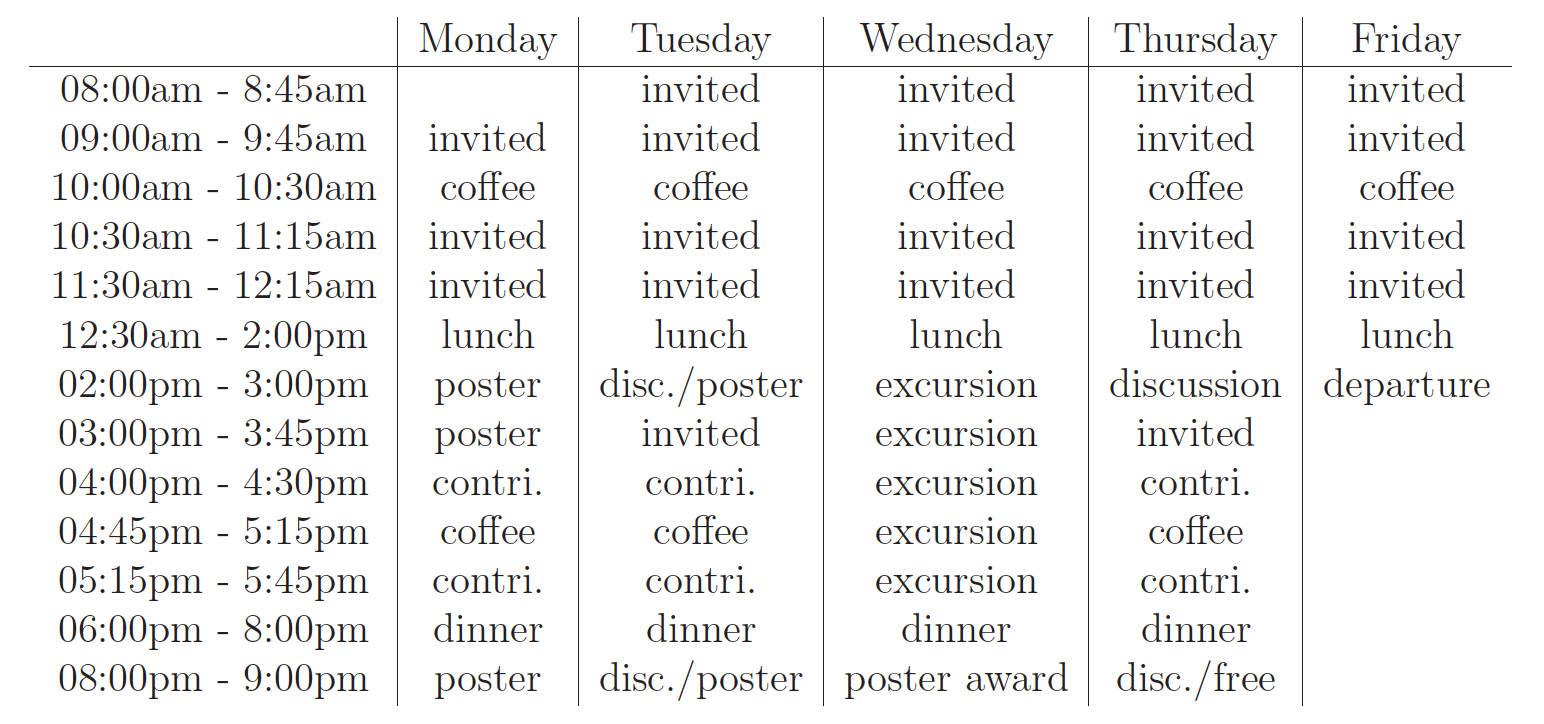 Monday Tuesday Wednesday Thursday Friday
08:00am - 8:45am invited invited invited invited
09:00am - 9:45am invited invited invited invited invited
10:00am - 10:30am coffee coffee coffee coffee coffee
10:30am - 11:15am invited invited invited invited invited
11:30am - 12:15am invited invited invited invited invited
12:30am - 2:00pm lunch lunch lunch lunch lunch
02:00pm - 3:00pm poster disc./poster excursion discussion departure
03:00pm - 3:45pm poster invited excursion invited
04:00pm - 4:30pm contri. contri. excursion contri.
04:45pm - 5:15pm coffee coffee excursion coffee
05:15pm - 5:45pm contri. contri. excursion contri.
06:00pm - 8:00pm dinner dinner dinner dinner
08:00pm - 9:00pm poster disc./poster poster award disc./free